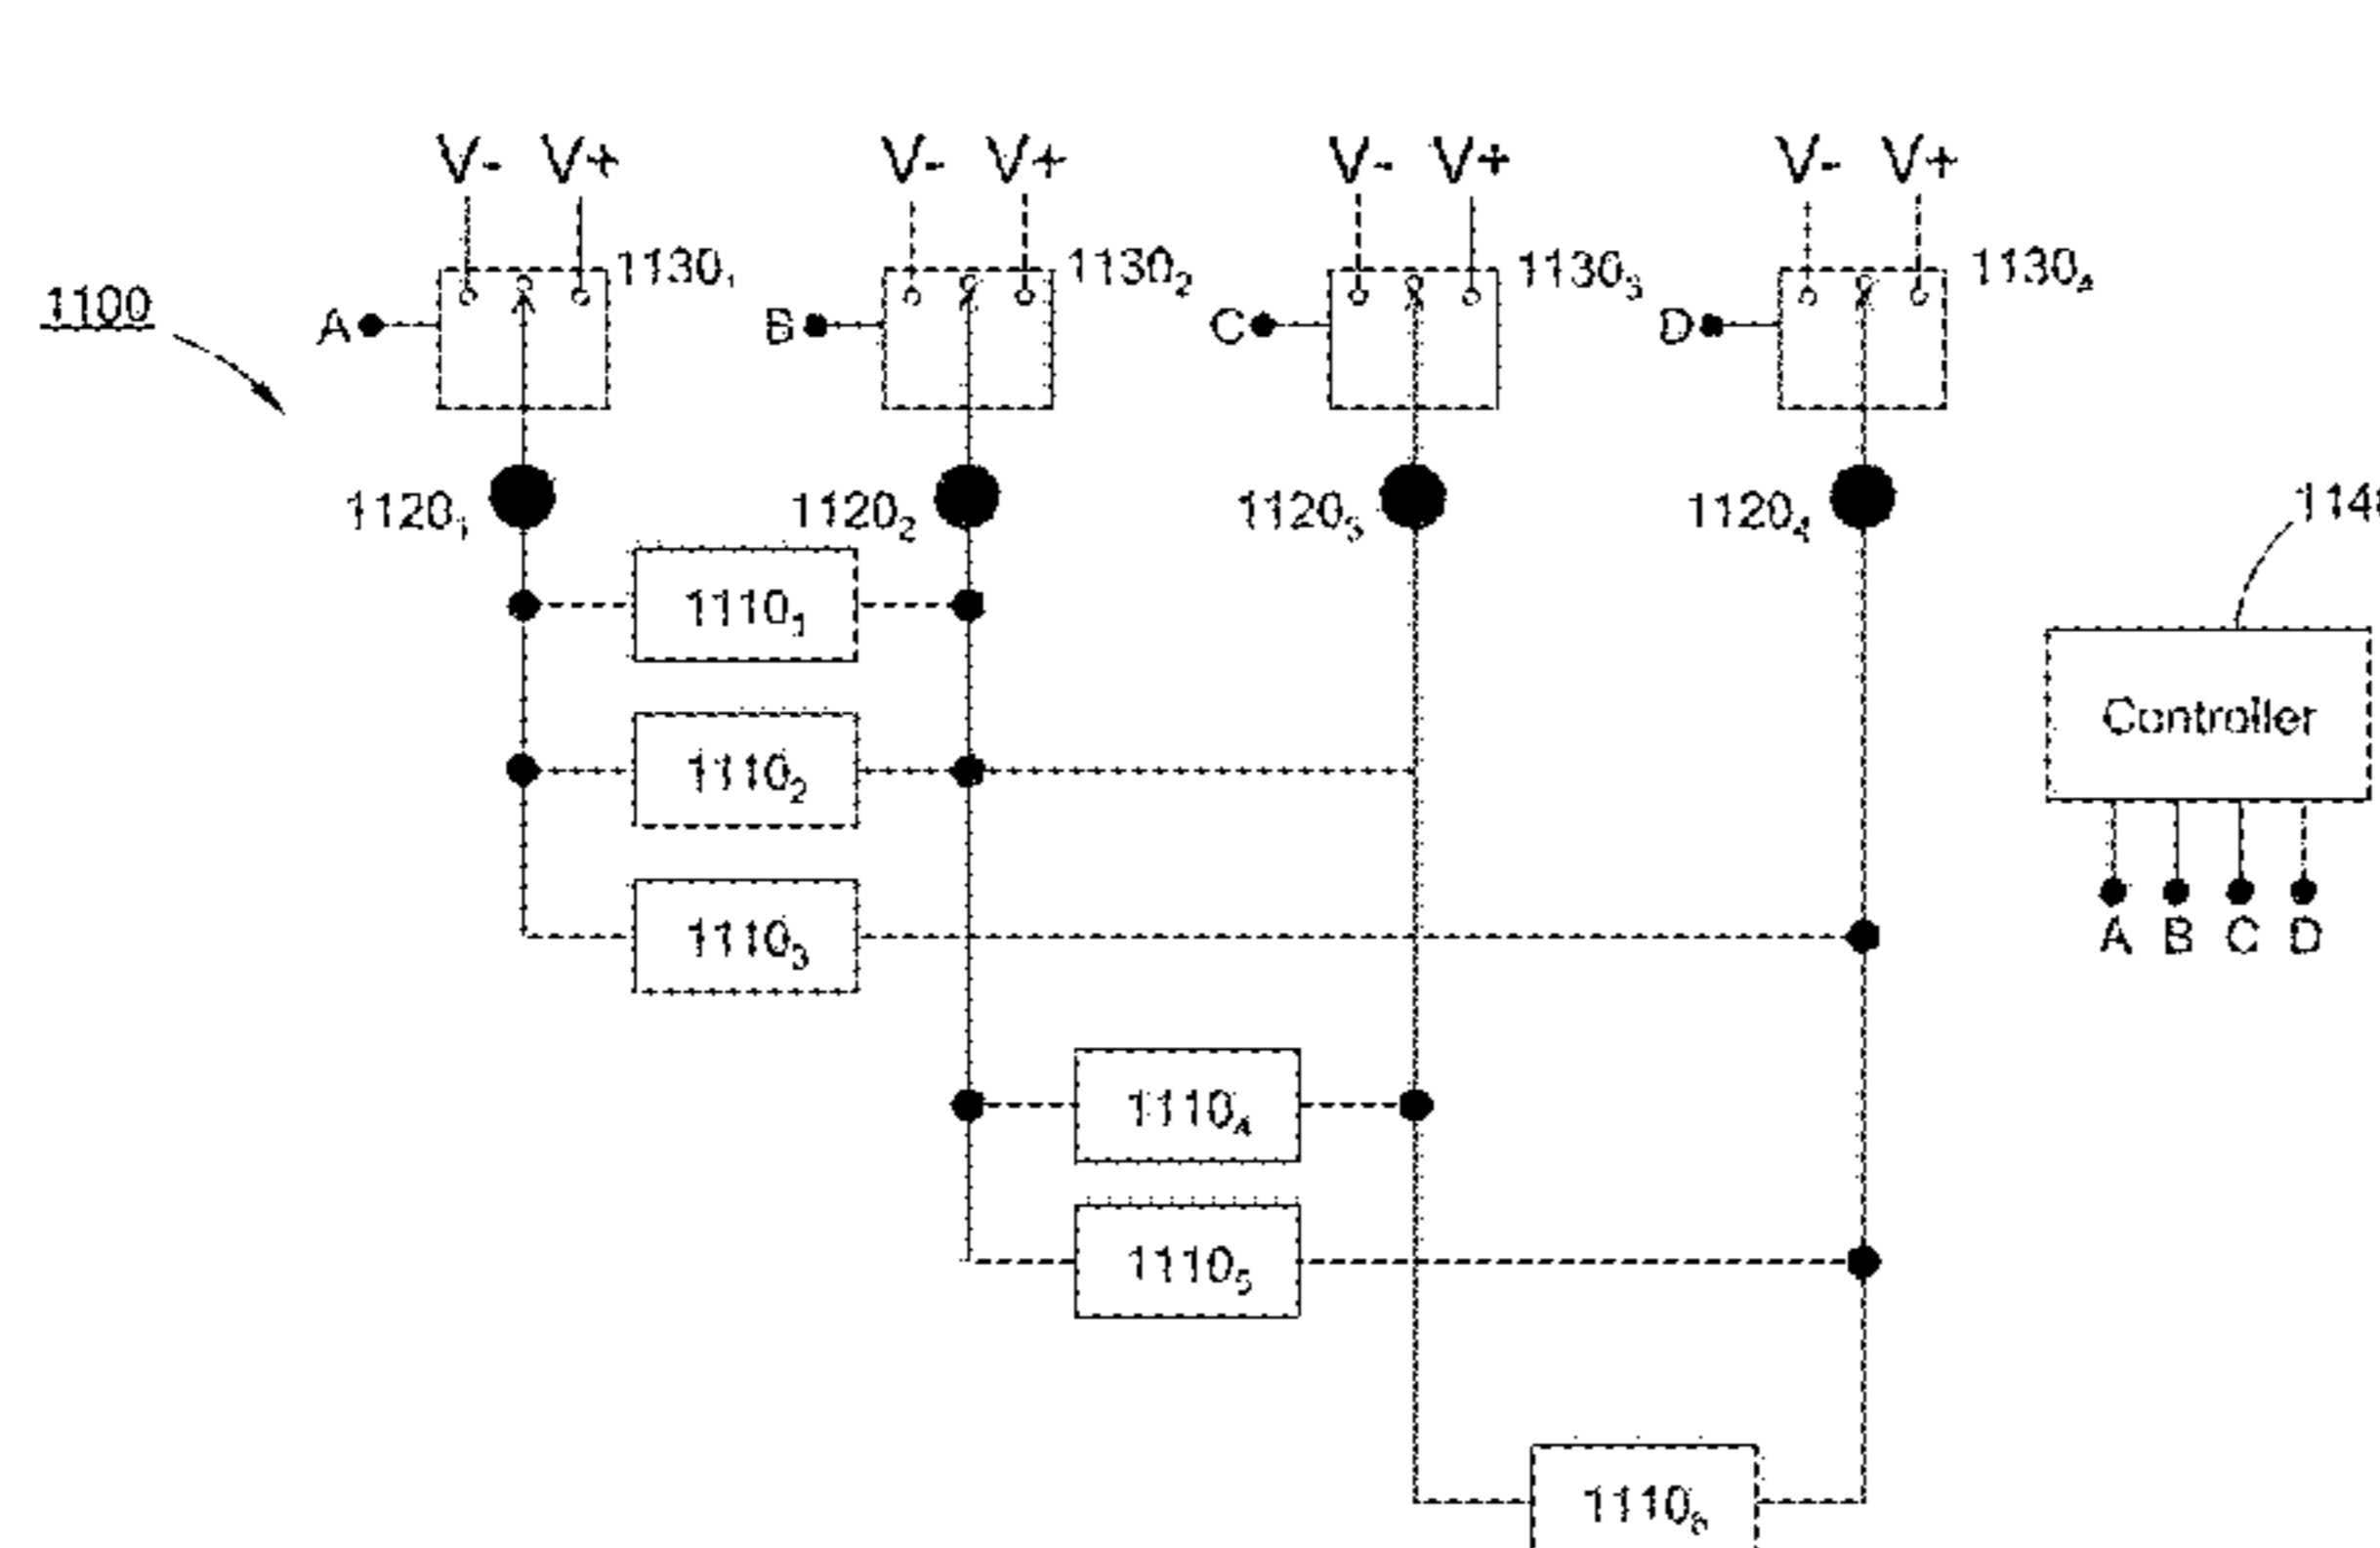 V- V+ V- V+ V- V+ V- V+
1130₁ 1130₂ 1130₃ 1130₄
1100
A B C D
1120₁ 1120₂ 1120₃ 1120₄
1110₁
1110₂
1110₃
1110₄
1110₅
1110₆
Controller
A B C D